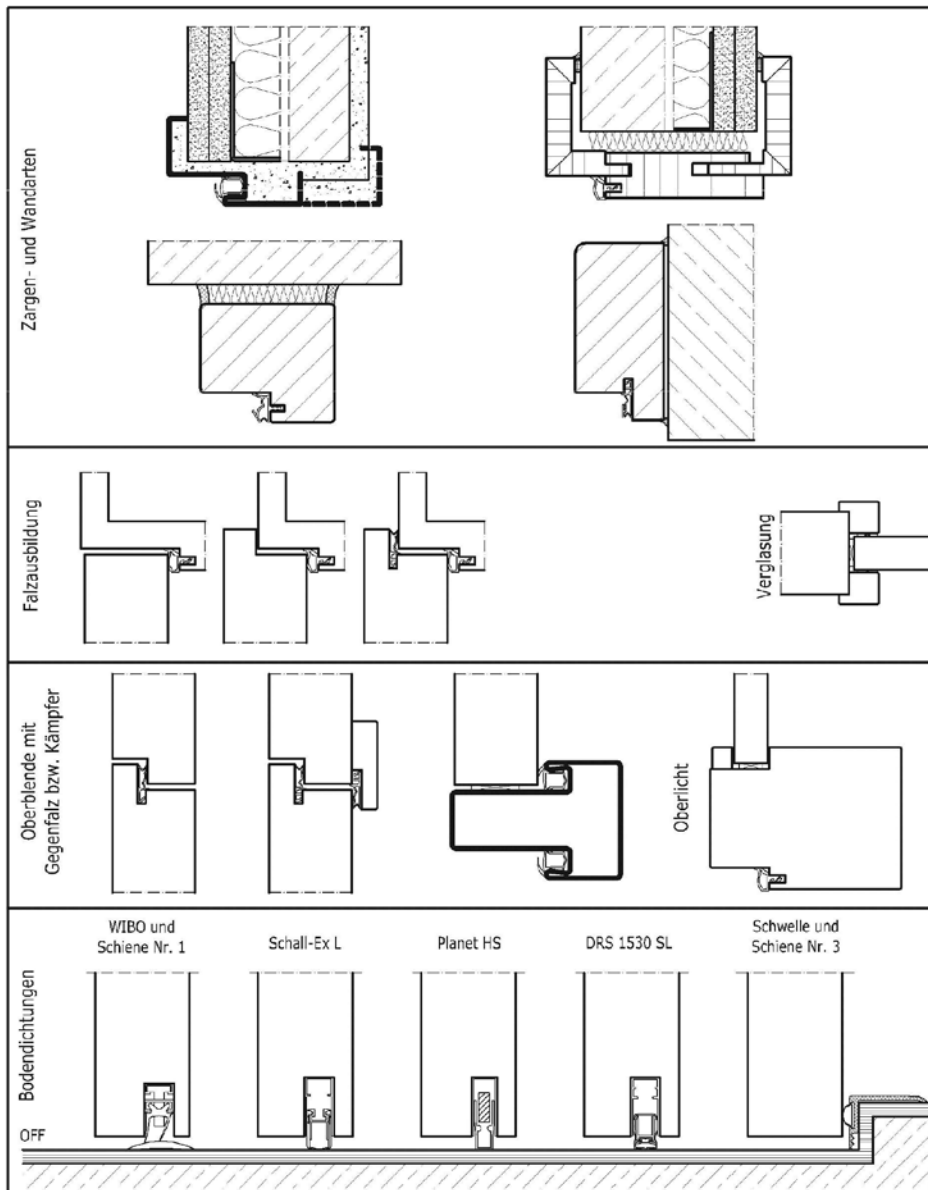 Zargen- und Wandarten
Falzausbildung
Verglasung
Oberblende mit
Gegenfalz bzw. Kämpfer
Oberlicht
Bodendichtungen
WIBO und
Schiene Nr. 1
Schall-Ex L
Planet HS
DRS 1530 SL
Schwelle und
Schiene Nr. 3
OFF